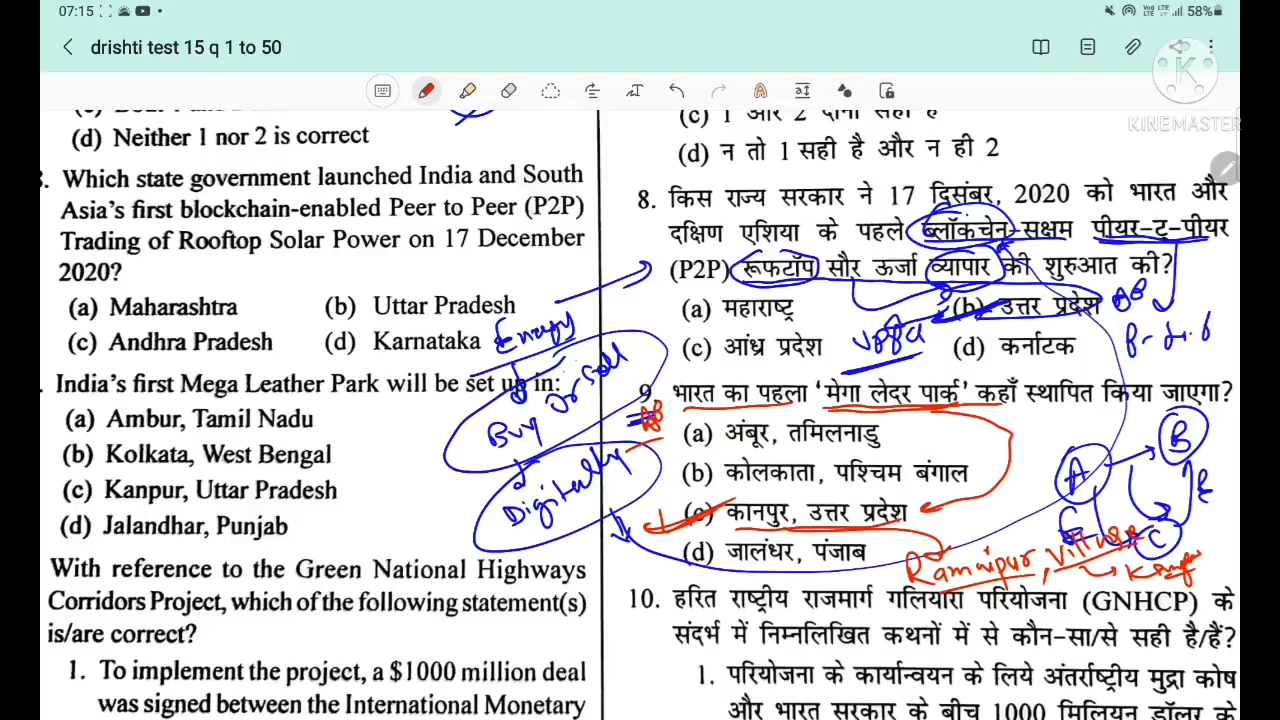 07:15
58%
drishti test 15 q 1 to 50
KINEMASTER
(d) Neither 1 nor 2 is correct
8. Which state government launched India and South
Asia's first blockchain-enabled Peer to Peer (P2P)
Trading of Rooftop Solar Power on 17 December
2020?
(a) Maharashtra (b) Uttar Pradesh
(c) Andhra Pradesh (d) Karnataka
. India's first Mega Leather Park will be set up in:
(a) Ambur, Tamil Nadu
(b) Kolkata, West Bengal
(c) Kanpur, Uttar Pradesh
(d) Jalandhar, Punjab
With reference to the Green National Highways
Corridors Project, which of the following statement(s)
is/are correct?
1. To implement the project, a $1000 million deal
was signed between the International Monetary
Energy
Buy or Sell
Digitally
(c) 1 और 2 दोनों सही हैं
(d) न तो 1 सही है और न ही 2
8. किस राज्य सरकार ने 17 दिसंबर, 2020 को भारत और
दक्षिण एशिया के पहले ब्लॉकचेन-सक्षम पीयर-टू-पीयर
(P2P) रूफटॉप सौर ऊर्जा व्यापार की शुरुआत की?
(a) महाराष्ट्र (b) उत्तर प्रदेश
(c) आंध्र प्रदेश (d) कर्नाटक
9. भारत का पहला 'मेगा लेदर पार्क' कहाँ स्थापित किया जाएगा?
(a) अंबूर, तमिलनाडु
(b) कोलकाता, पश्चिम बंगाल
(c) कानपुर, उत्तर प्रदेश
(d) जालंधर, पंजाब
A
B
C
Ramaipur, Village
10. हरित राष्ट्रीय राजमार्ग गलियारा परियोजना (GNHCP) के
संदर्भ में निम्नलिखित कथनों में से कौन-सा/से सही है/हैं?
1. परियोजना के कार्यान्वयन के लिये अंतर्राष्ट्रीय मुद्रा कोष
और भारत सरकार के बीच 1000 मिलियन डॉलर के